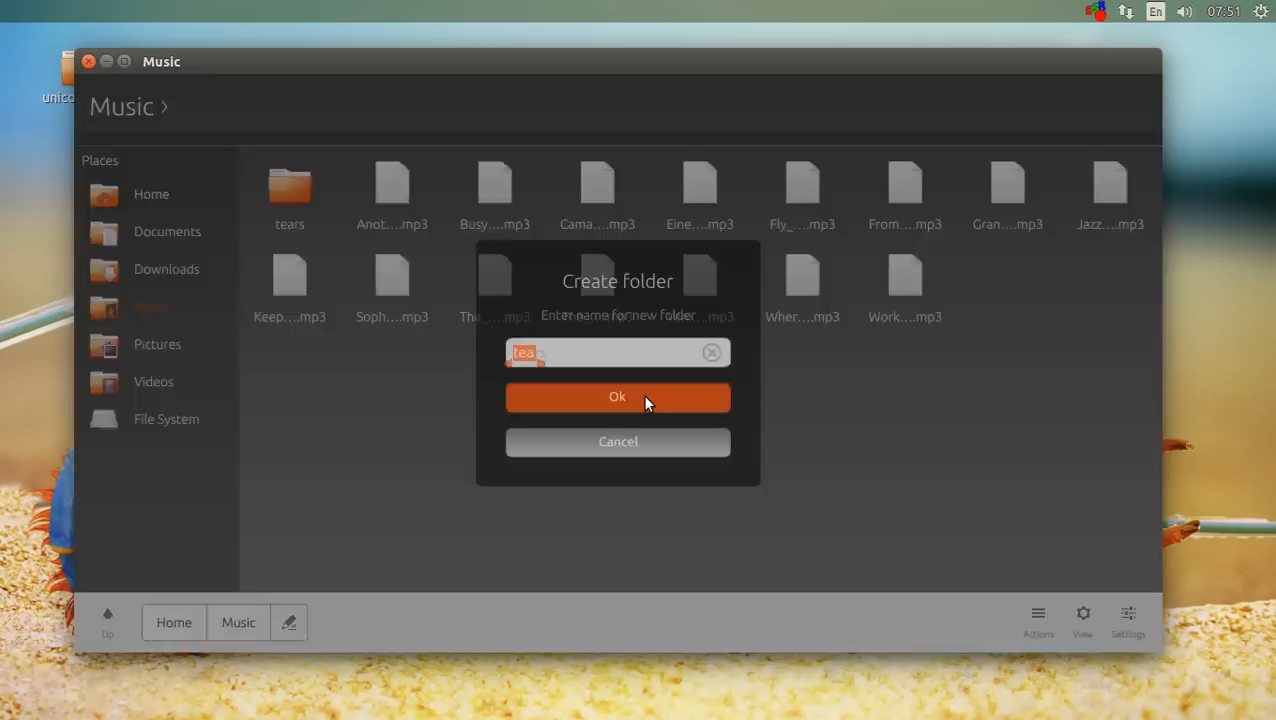 En
07:51
unico
Music
Music >
Places
Home
Documents
Downloads
Music
Pictures
Videos
File System
tears
Anot....mp3
Busy....mp3
Cama....mp3
Eine....mp3
Fly_....mp3
From....mp3
Gran....mp3
Jazz....mp3
Keep....mp3
Soph....mp3
Wher....mp3
Work....mp3
Create folder
Enter name for new folder
tears
Ok
Cancel
Up
Home
Music
Actions
View
Settings